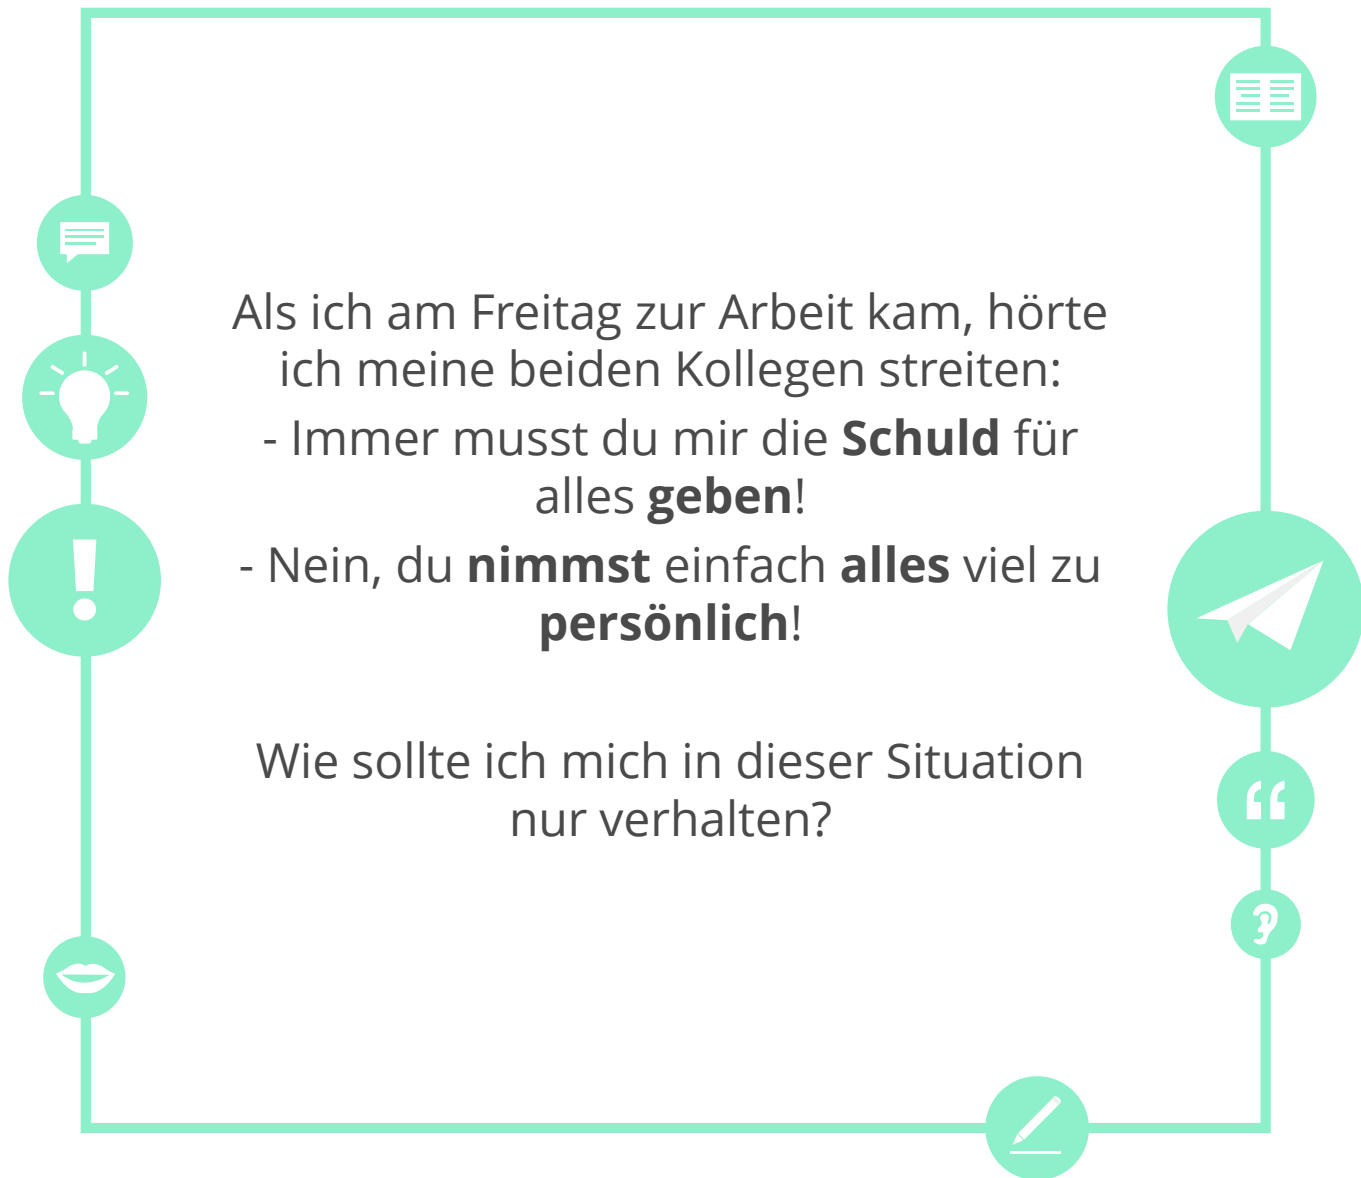 Als ich am Freitag zur Arbeit kam, hörte
ich meine beiden Kollegen streiten:
- Immer musst du mir die Schuld für
alles geben!
- Nein, du nimmst einfach alles viel zu
persönlich!
Wie sollte ich mich in dieser Situation
nur verhalten?